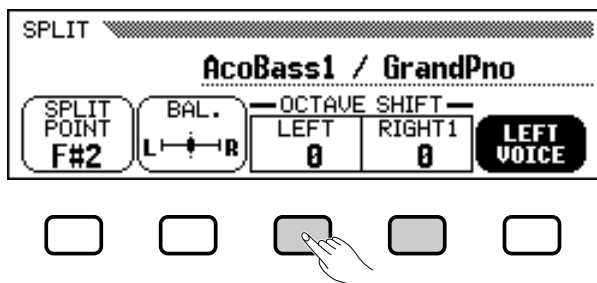 SPLIT
AcoBass1 / GrandPno
SPLIT POINT F#2
BAL. L R
OCTAVE SHIFT
LEFT 0
RIGHT1 0
LEFT VOICE